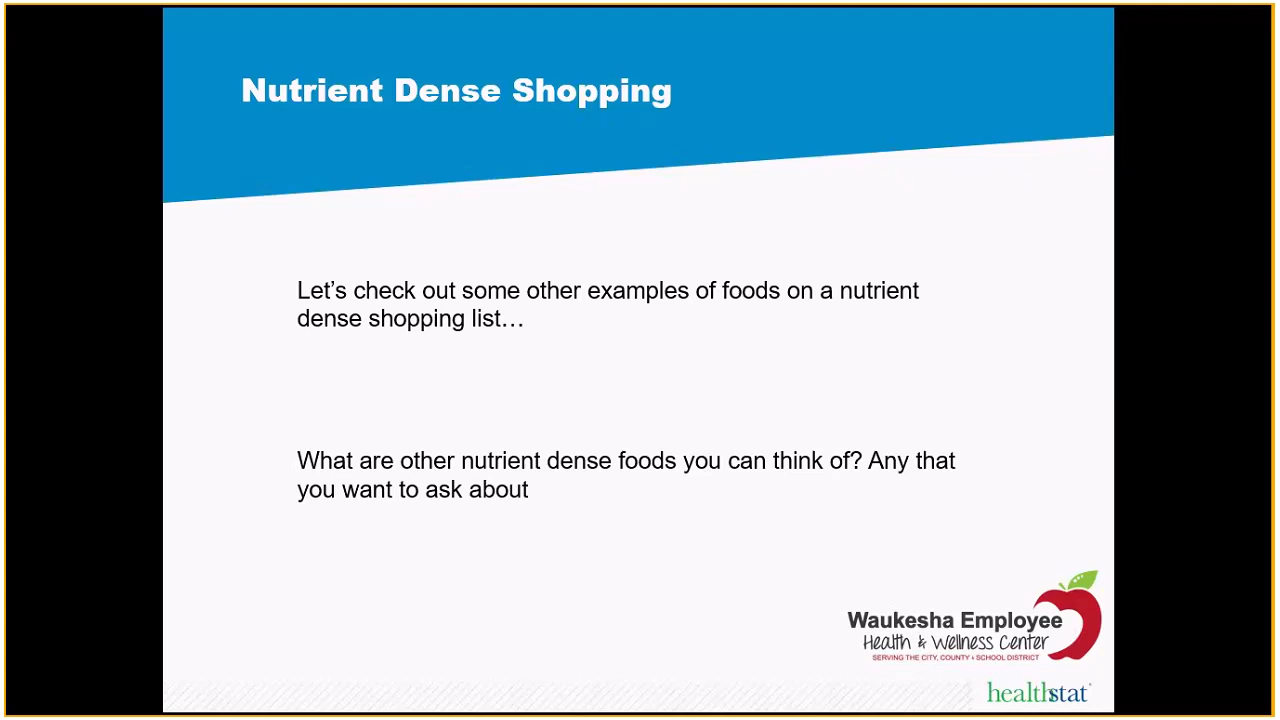 Nutrient Dense Shopping
Let’s check out some other examples of foods on a nutrient
dense shopping list…
What are other nutrient dense foods you can think of? Any that
you want to ask about
Waukesha Employee
Health & Wellness Center
SERVING THE CITY, COUNTY & SCHOOL DISTRICT
healthstat